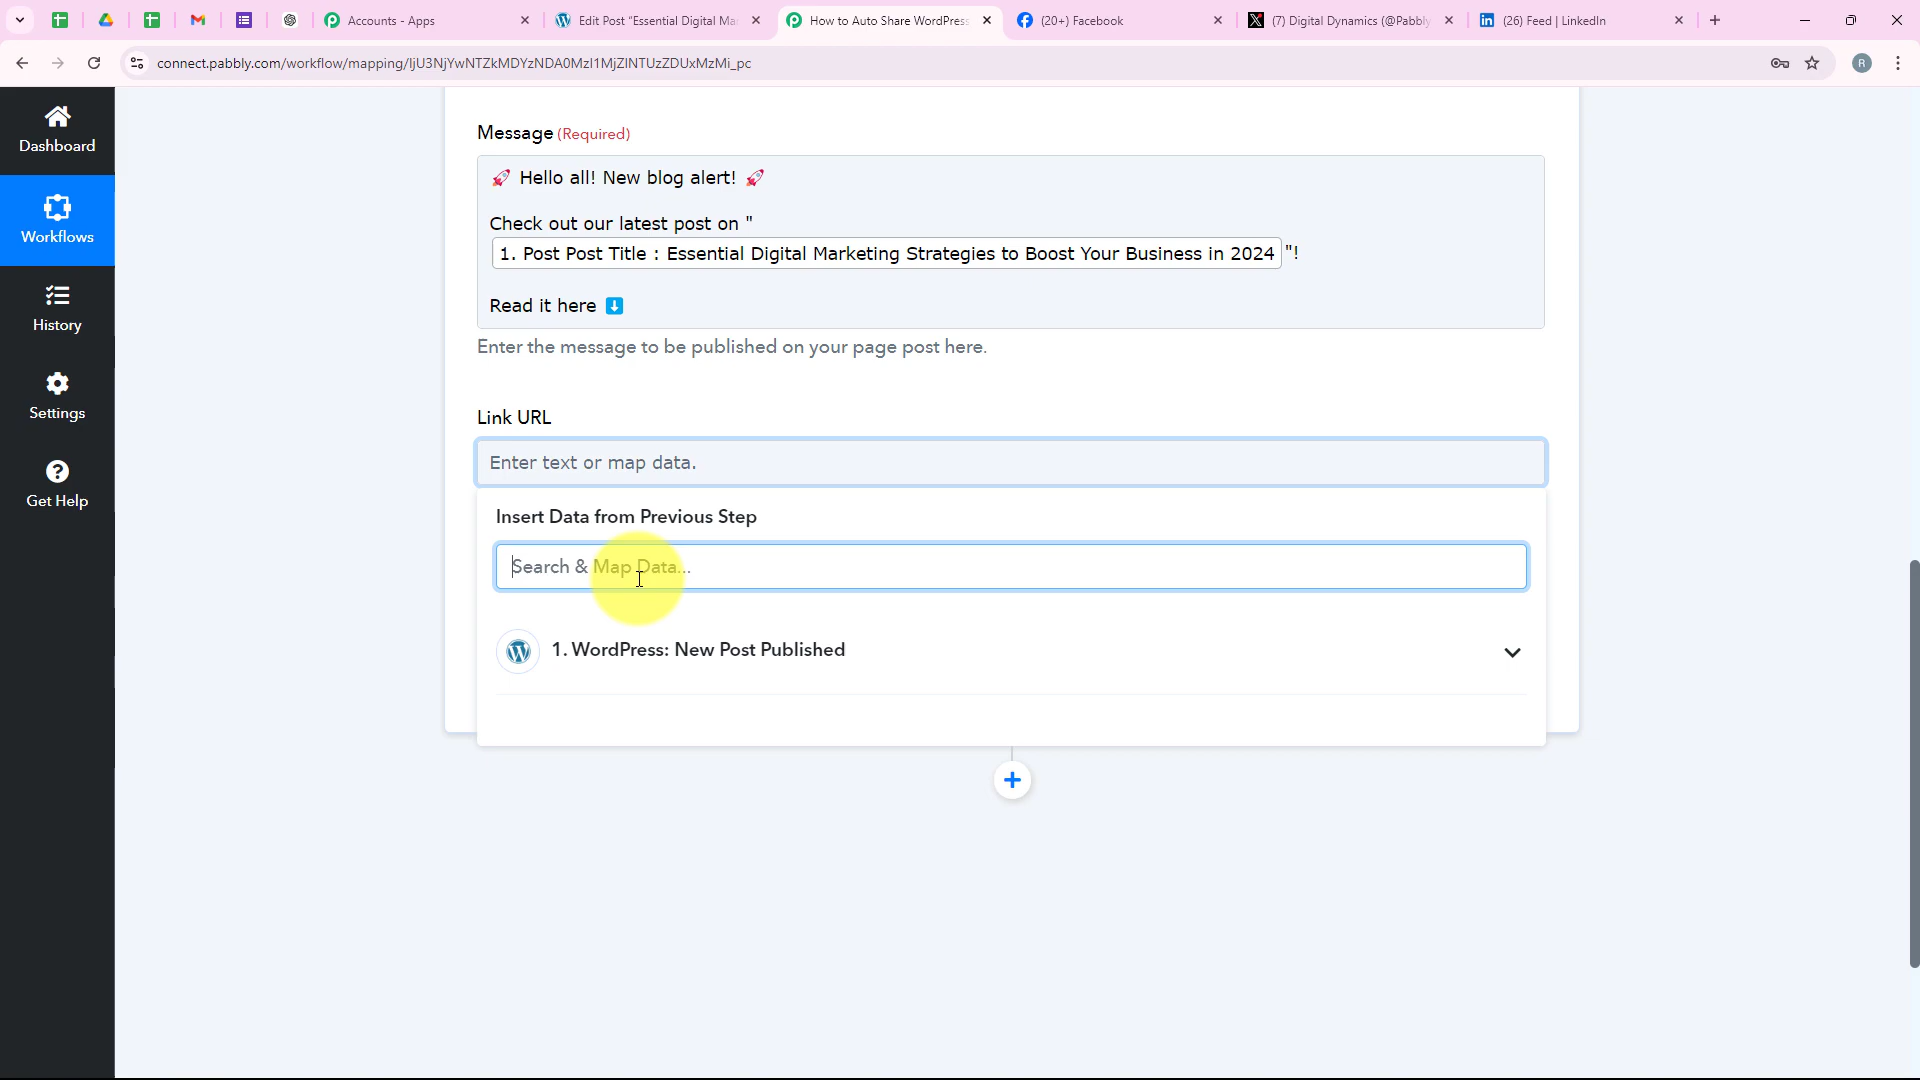 Accounts - Apps
Edit Post "Essential Digital Mar
How to Auto Share WordPress
(20+) Facebook
(7) Digital Dynamics (@Pabbly
(26) Feed | LinkedIn
connect.pabbly.com/workflow/mapping/IjU3NjYwNTZkMDYzNDA0MzI1MjZlNTUzZDUxMzMi_pc
R
Dashboard
Workflows
History
Settings
Get Help
Message (Required)
🚀 Hello all! New blog alert! 🚀
Check out our latest post on "
1. Post Post Title : Essential Digital Marketing Strategies to Boost Your Business in 2024 "!
Read it here ⬇️
Enter the message to be published on your page post here.
Link URL
Enter text or map data.
Insert Data from Previous Step
Search & Map Data...
1. WordPress: New Post Published